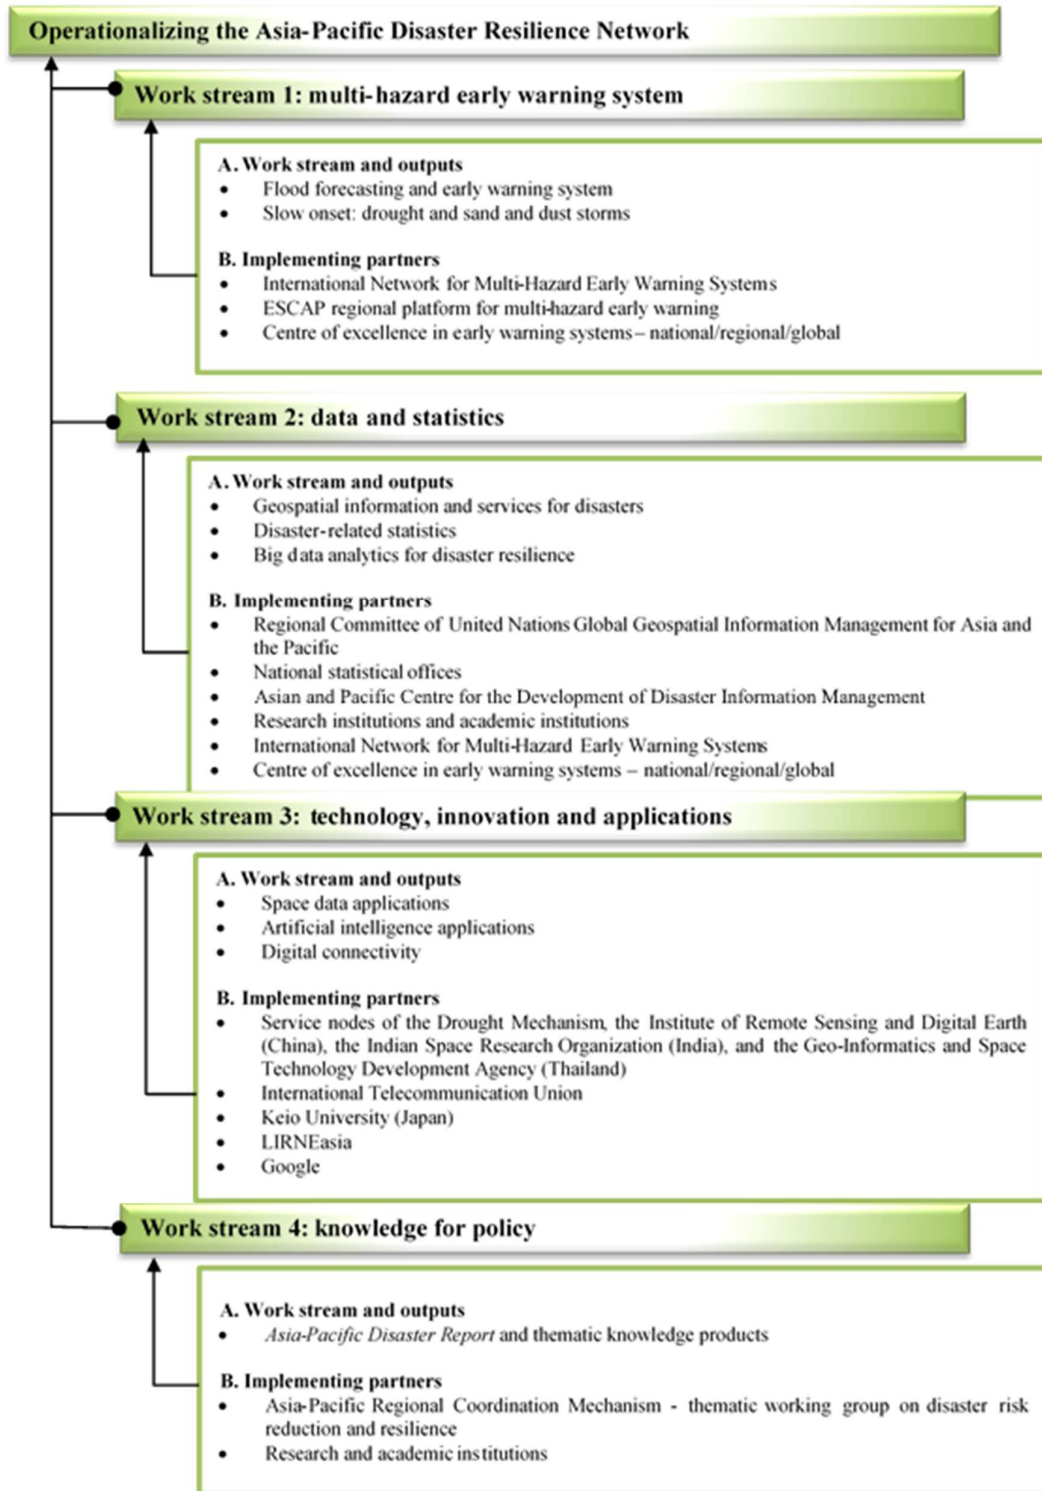 Operationalizing the Asia-Pacific Disaster Resilience Network
Work stream 1: multi-hazard early warning system
A. Work stream and outputs
• Flood forecasting and early warning system
• Slow onset: drought and sand and dust storms
B. Implementing partners
• International Network for Multi-Hazard Early Warning Systems
• ESCAP regional platform for multi-hazard early warning
• Centre of excellence in early warning systems – national/regional/global
Work stream 2: data and statistics
A. Work stream and outputs
• Geospatial information and services for disasters
• Disaster-related statistics
• Big data analytics for disaster resilience
B. Implementing partners
• Regional Committee of United Nations Global Geospatial Information Management for Asia and
the Pacific
• National statistical offices
• Asian and Pacific Centre for the Development of Disaster Information Management
• Research institutions and academic institutions
• International Network for Multi-Hazard Early Warning Systems
• Centre of excellence in early warning systems – national/regional/global
Work stream 3: technology, innovation and applications
A. Work stream and outputs
• Space data applications
• Artificial intelligence applications
• Digital connectivity
B. Implementing partners
• Service nodes of the Drought Mechanism, the Institute of Remote Sensing and Digital Earth
(China), the Indian Space Research Organization (India), and the Geo-Informatics and Space
Technology Development Agency (Thailand)
• International Telecommunication Union
• Keio University (Japan)
• LIRNEasia
• Google
Work stream 4: knowledge for policy
A. Work stream and outputs
• Asia-Pacific Disaster Report and thematic knowledge products
B. Implementing partners
• Asia-Pacific Regional Coordination Mechanism - thematic working group on disaster risk
reduction and resilience
• Research and academic institutions